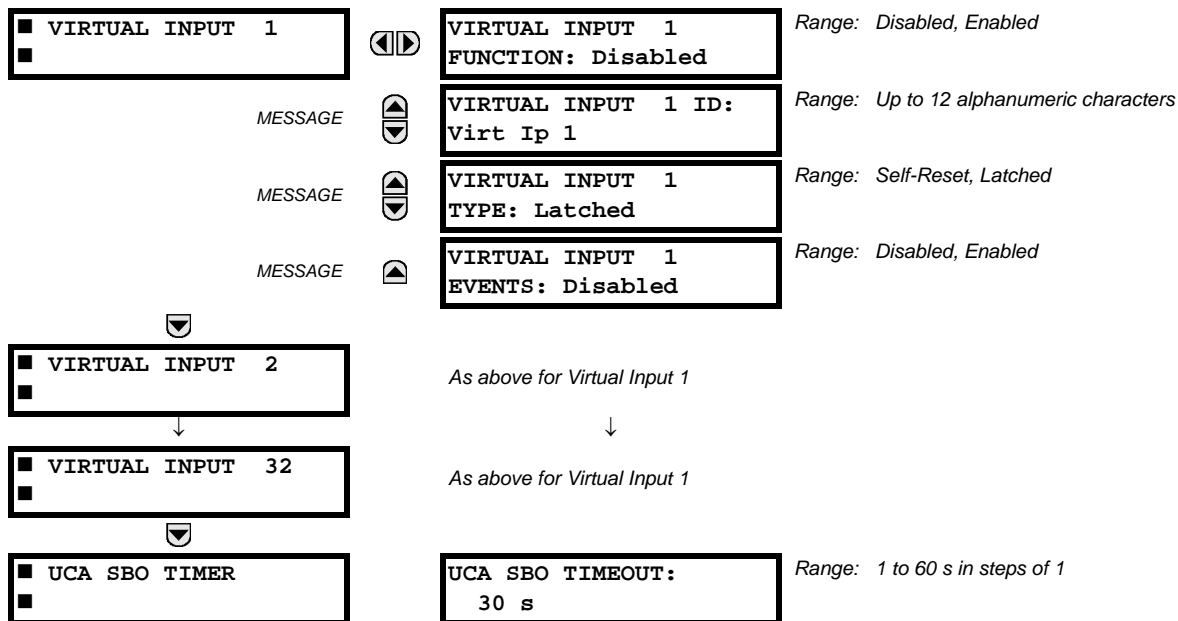 ■ VIRTUAL INPUT 1
■
VIRTUAL INPUT 1
FUNCTION: Disabled
Range: Disabled, Enabled
MESSAGE
VIRTUAL INPUT 1 ID:
Virt Ip 1
Range: Up to 12 alphanumeric characters
MESSAGE
VIRTUAL INPUT 1
TYPE: Latched
Range: Self-Reset, Latched
MESSAGE
VIRTUAL INPUT 1
EVENTS: Disabled
Range: Disabled, Enabled
■ VIRTUAL INPUT 2
■
As above for Virtual Input 1
↓ ↓
■ VIRTUAL INPUT 32
■
As above for Virtual Input 1
■ UCA SBO TIMER
■
UCA SBO TIMEOUT:
30 s
Range: 1 to 60 s in steps of 1